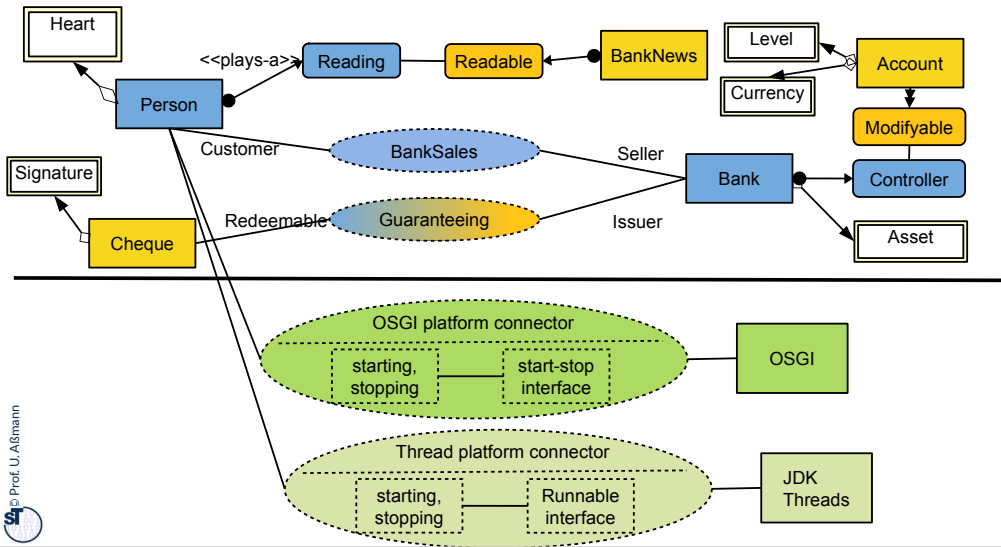 Heart
<<plays-a>>
Reading
Readable
BankNews
Level
Account
Currency
Person
Modifyable
Customer
BankSales
Seller
Signature
Bank
Controller
Redeemable
Guaranteeing
Issuer
Cheque
Asset
OSGI platform connector
starting,
stopping
start-stop
interface
OSGI
Thread platform connector
starting,
stopping
Runnable
interface
JDK
Threads
© Prof. U. Aßmann
ST